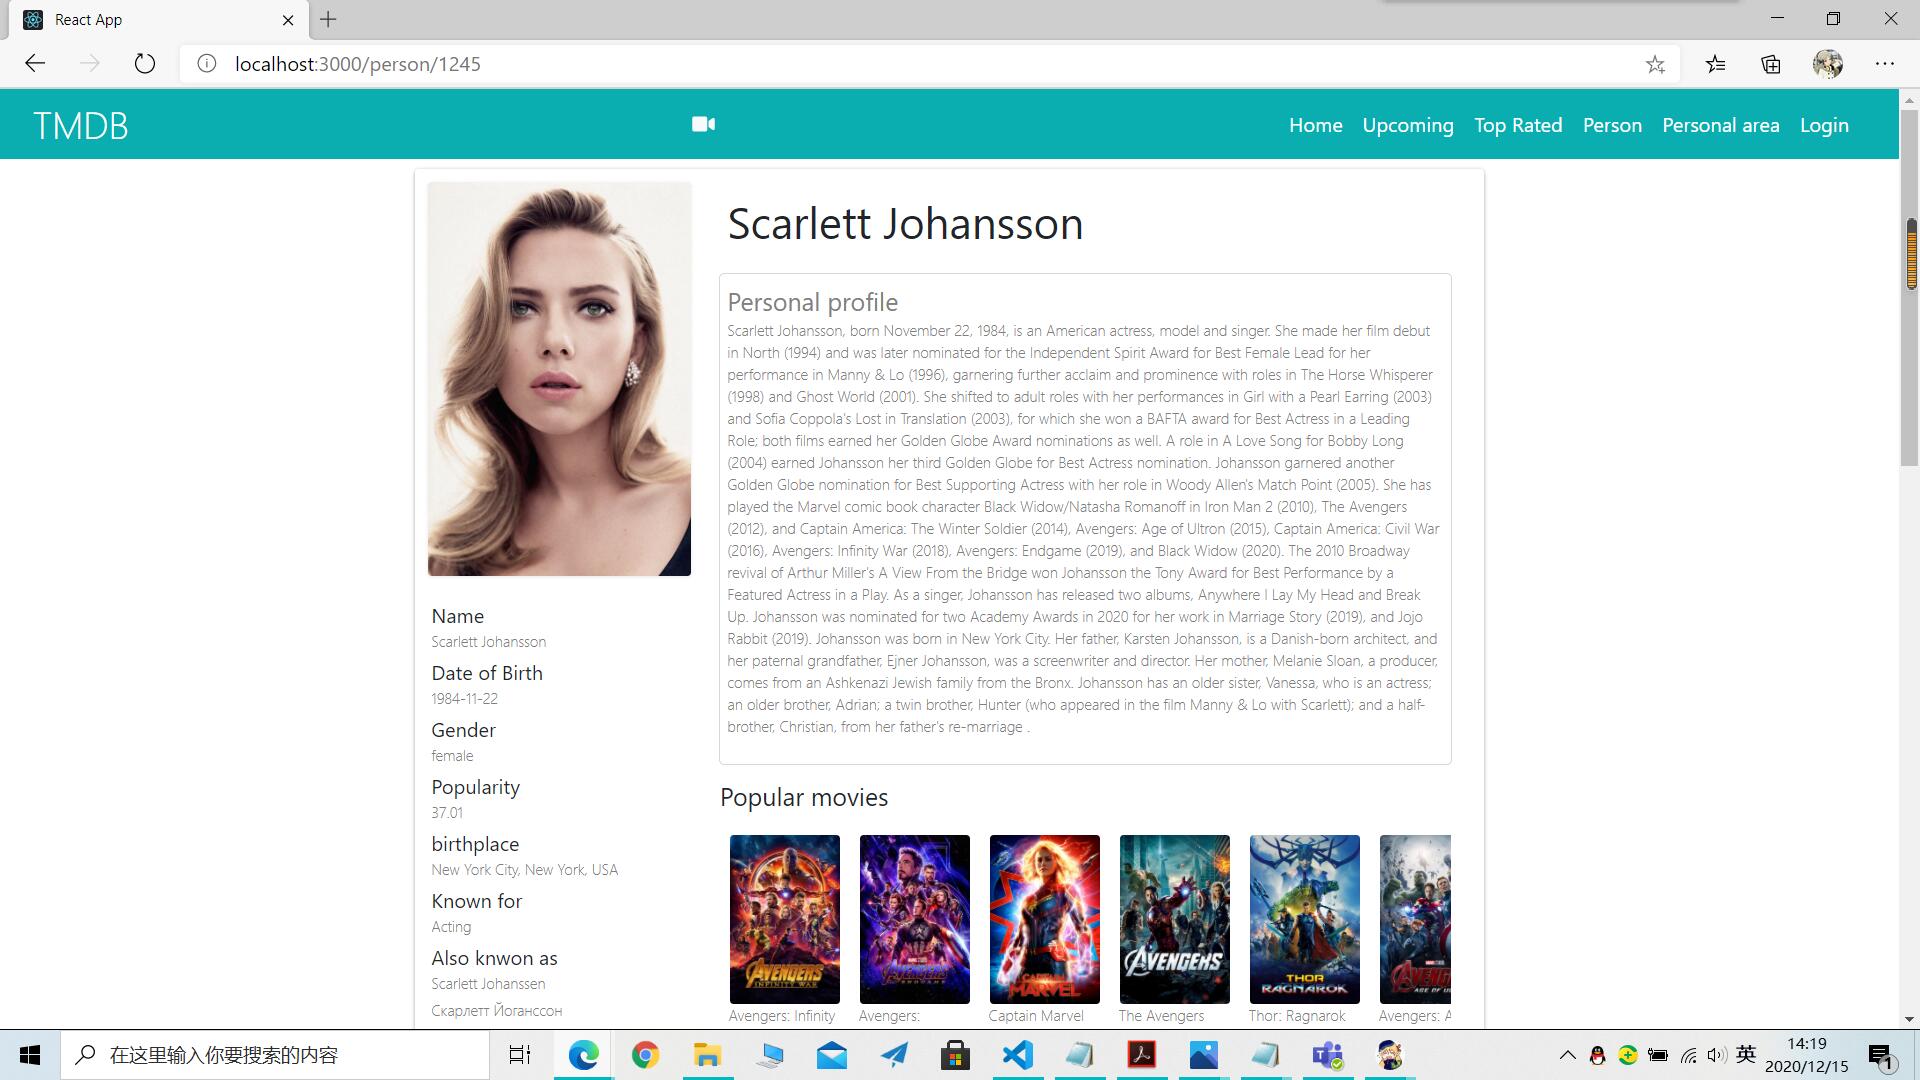 React App
localhost:3000/person/1245
TMDB
Home Upcoming Top Rated Person Personal area Login
Scarlett Johansson
Personal profile
Scarlett Johansson, born November 22, 1984, is an American actress, model and singer. She made her film debut
in North (1994) and was later nominated for the Independent Spirit Award for Best Female Lead for her
performance in Manny & Lo (1996), garnering further acclaim and prominence with roles in The Horse Whisperer
(1998) and Ghost World (2001). She shifted to adult roles with her performances in Girl with a Pearl Earring (2003)
and Sofia Coppola's Lost in Translation (2003), for which she won a BAFTA award for Best Actress in a Leading
Role; both films earned her Golden Globe Award nominations as well. A role in A Love Song for Bobby Long
(2004) earned Johansson her third Golden Globe for Best Actress nomination. Johansson garnered another
Golden Globe nomination for Best Supporting Actress with her role in Woody Allen's Match Point (2005). She has
played the Marvel comic book character Black Widow/Natasha Romanoff in Iron Man 2 (2010), The Avengers
(2012), and Captain America: The Winter Soldier (2014), Avengers: Age of Ultron (2015), Captain America: Civil War
(2016), Avengers: Infinity War (2018), Avengers: Endgame (2019), and Black Widow (2020). The 2010 Broadway
revival of Arthur Miller's A View From the Bridge won Johansson the Tony Award for Best Performance by a
Featured Actress in a Play. As a singer, Johansson has released two albums, Anywhere I Lay My Head and Break
Up. Johansson was nominated for two Academy Awards in 2020 for her work in Marriage Story (2019), and Jojo
Rabbit (2019). Johansson was born in New York City. Her father, Karsten Johansson, is a Danish-born architect, and
her paternal grandfather, Ejner Johansson, was a screenwriter and director. Her mother, Melanie Sloan, a producer,
comes from an Ashkenazi Jewish family from the Bronx. Johansson has an older sister, Vanessa, who is an actress;
an older brother, Adrian; a twin brother, Hunter (who appeared in the film Manny & Lo with Scarlett); and a half-
brother, Christian, from her father's re-marriage .
Name
Scarlett Johansson
Date of Birth
1984-11-22
Gender
female
Popularity
37.01
birthplace
New York City, New York, USA
Known for
Acting
Also knwon as
Scarlett Johanssen
Скарлетт Йоганссон
Popular movies
AVENGERS
INFINITY WAR
AVENGERS
ENDGAME
CAPTAIN
MARVEL
AVENGERS
THOR
RAGNAROK
AVENG
AGE OF U
Avengers: Infinity
Avengers:
Captain Marvel
The Avengers
Thor: Ragnarok
Avengers: A
在这里输入你要搜索的内容
英
14:19
2020/12/15
1